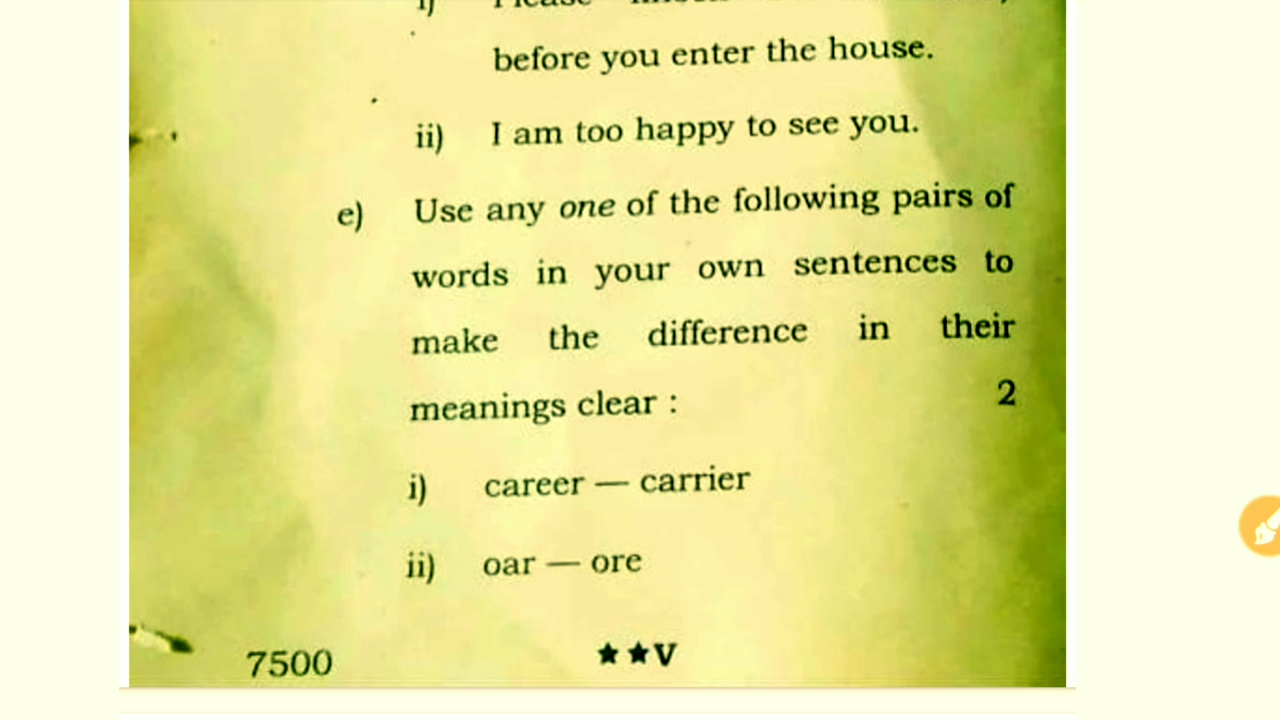 i)
before you enter the house.
ii) I am too happy to see you.
e) Use any one of the following pairs of
words in your own sentences to
make the difference in their
meanings clear : 2
i) career — carrier
ii) oar — ore
7500 ★★V